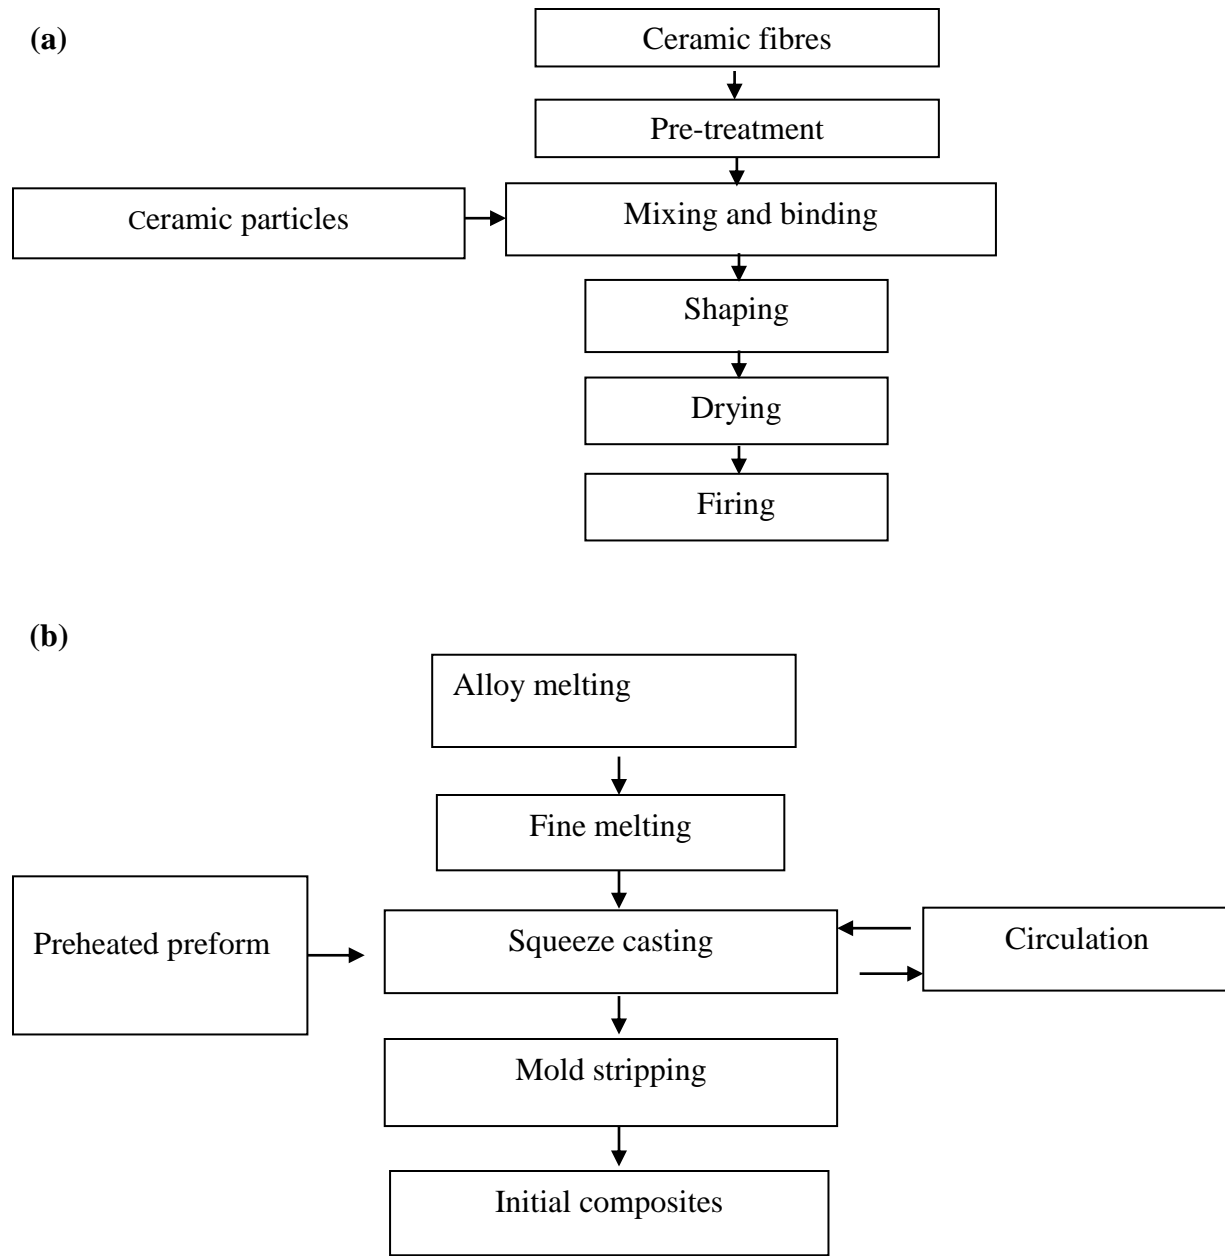 (a)
Ceramic fibres
Pre-treatment
Ceramic particles
Mixing and binding
Shaping
Drying
Firing
(b)
Alloy melting
Fine melting
Preheated preform
Squeeze casting
Circulation
Mold stripping
Initial composites